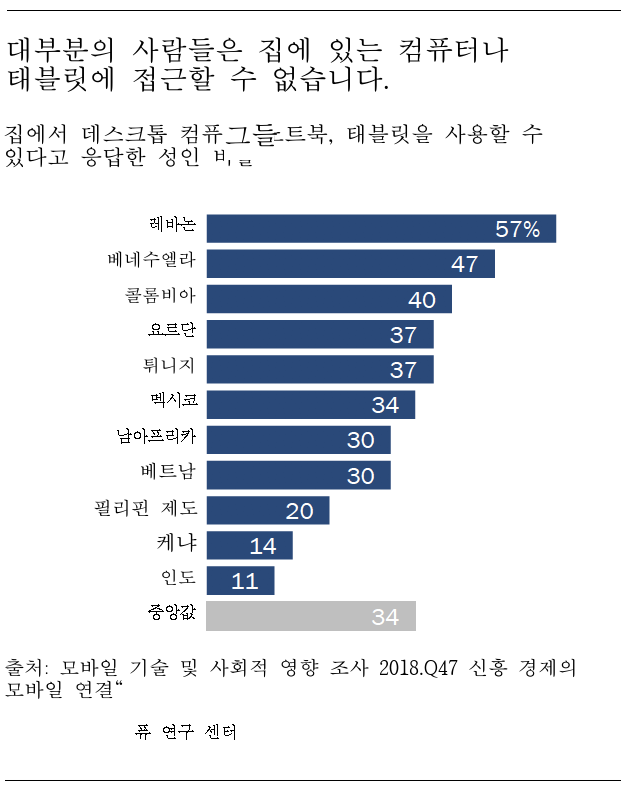 대부분의 사람들은 집에 있는 컴퓨터나
태블릿에 접근할 수 없습니다.
집에서 데스크톱 컴퓨그들트북, 태블릿을 사용할 수
있다고 응답한 성인
레바논 57%
베네수엘라 47
콜롬비아 40
요르단 37
튀니지 37
멕시코 34
남아프리카 30
베트남 30
필리핀 제도 20
케냐 14
인도 11
중앙값 34
출처: 모바일 기술 및 사회적 영향 조사 2018.Q47 신흥 경제의
모바일 연결“
퓨 연구 센터